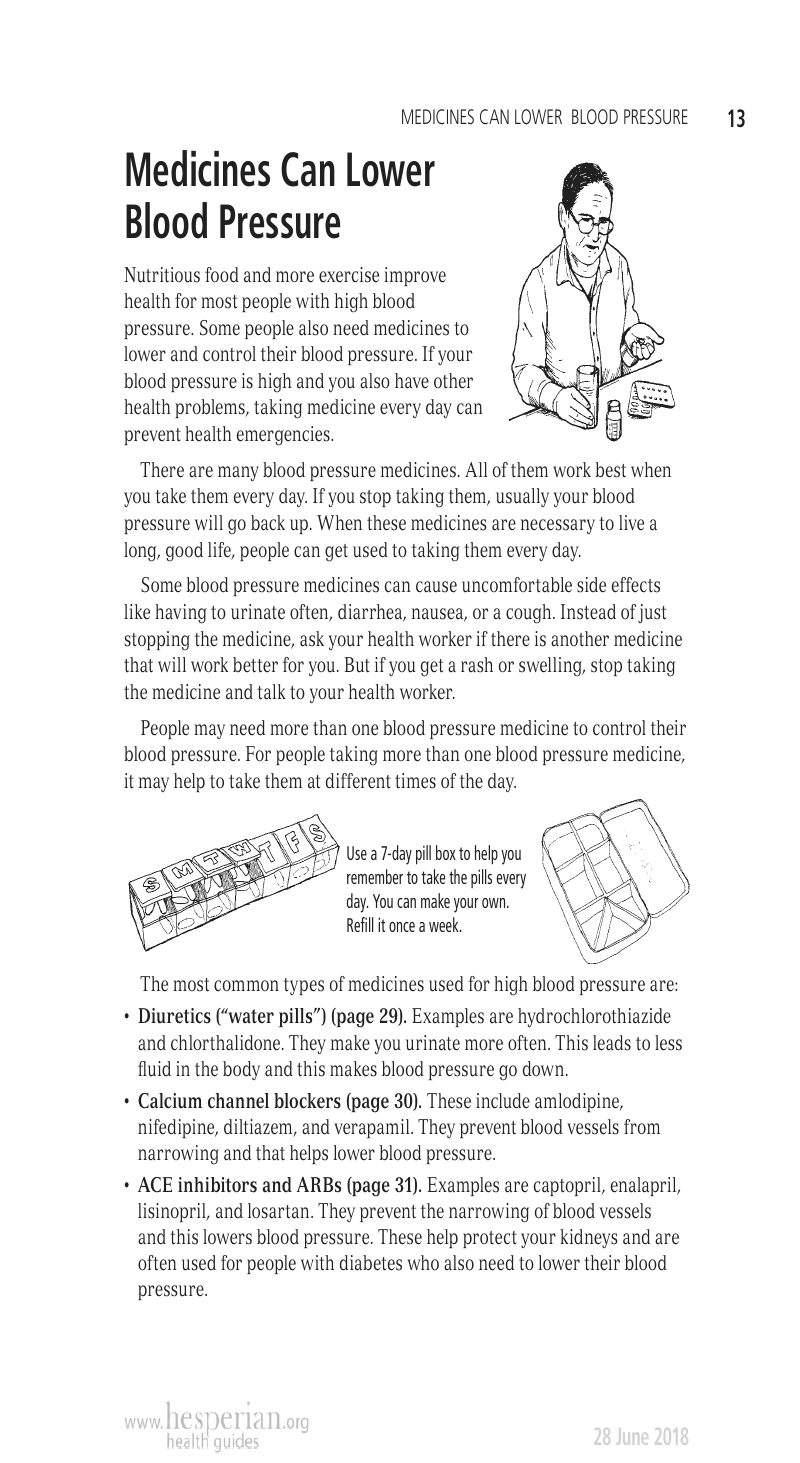 MEDICINES CAN LOWER BLOOD PRESSURE 13
Medicines Can Lower
Blood Pressure
Nutritious food and more exercise improve
health for most people with high blood
pressure. Some people also need medicines to
lower and control their blood pressure. If your
blood pressure is high and you also have other
health problems, taking medicine every day can
prevent health emergencies.
There are many blood pressure medicines. All of them work best when
you take them every day. If you stop taking them, usually your blood
pressure will go back up. When these medicines are necessary to live a
long, good life, people can get used to taking them every day.
Some blood pressure medicines can cause uncomfortable side effects
like having to urinate often, diarrhea, nausea, or a cough. Instead of just
stopping the medicine, ask your health worker if there is another medicine
that will work better for you. But if you get a rash or swelling, stop taking
the medicine and talk to your health worker.
People may need more than one blood pressure medicine to control their
blood pressure. For people taking more than one blood pressure medicine,
it may help to take them at different times of the day.
S M T W T F S
Use a 7-day pill box to help you
remember to take the pills every
day. You can make your own.
Refill it once a week.
The most common types of medicines used for high blood pressure are:
• Diuretics (“water pills”) (page 29). Examples are hydrochlorothiazide
and chlorthalidone. They make you urinate more often. This leads to less
fluid in the body and this makes blood pressure go down.
• Calcium channel blockers (page 30). These include amlodipine,
nifedipine, diltiazem, and verapamil. They prevent blood vessels from
narrowing and that helps lower blood pressure.
• ACE inhibitors and ARBs (page 31). Examples are captopril, enalapril,
lisinopril, and losartan. They prevent the narrowing of blood vessels
and this lowers blood pressure. These help protect your kidneys and are
often used for people with diabetes who also need to lower their blood
pressure.
www.hesperian.org
health guides
28 June 2018